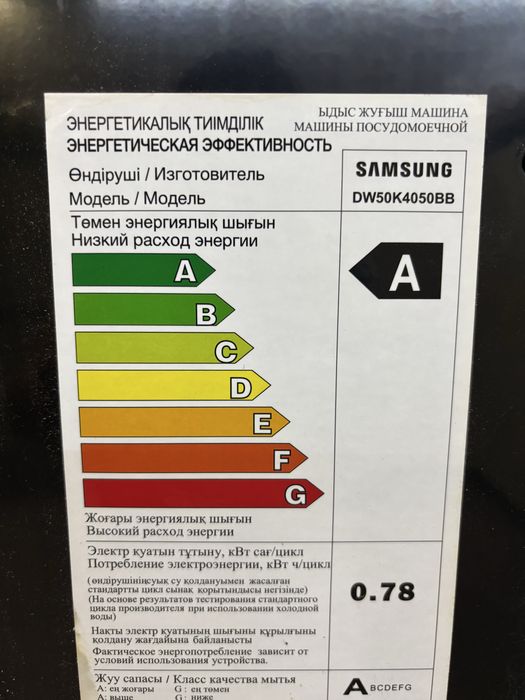 ЫДЫС ЖУҒЫШ МАШИНА
МАШИНЫ ПОСУДОМОЕЧНОЙ
ЭНЕРГЕТИКАЛЫҚ ТИІМДІЛІК
ЭНЕРГЕТИЧЕСКАЯ ЭФФЕКТИВНОСТЬ
Өндіруші / Изготовитель
SAMSUNG
Модель / Модель
DW50K4050BB
Төмен энергиялық шығын
Низкий расход энергии
A
A
B
C
D
E
F
G
Жоғары энергиялық шығын
Высокий расход энергии
Электр қуатын тұтыну, кВт сағ/цикл
Потребление электроэнергии, кВт ч/цикл
0.78
(өндірушінінсуық су қолдануымен жасалған
стандартты цикл сынақ қорытындысы негізінде)
(На основе результатов тестирования стандартного
цикла производителя при использовании холодной
воды)
Нақты электр қуатының шығыны құрылғыны
қолдану жағдайына байланысты
Фактическое энергопотребление зависит от
условий использования устройства.
Жуу сапасы / Класс качества мытья
A: ең жоғары G : ең төмен
A: выше G : ниже
ABCDEFG